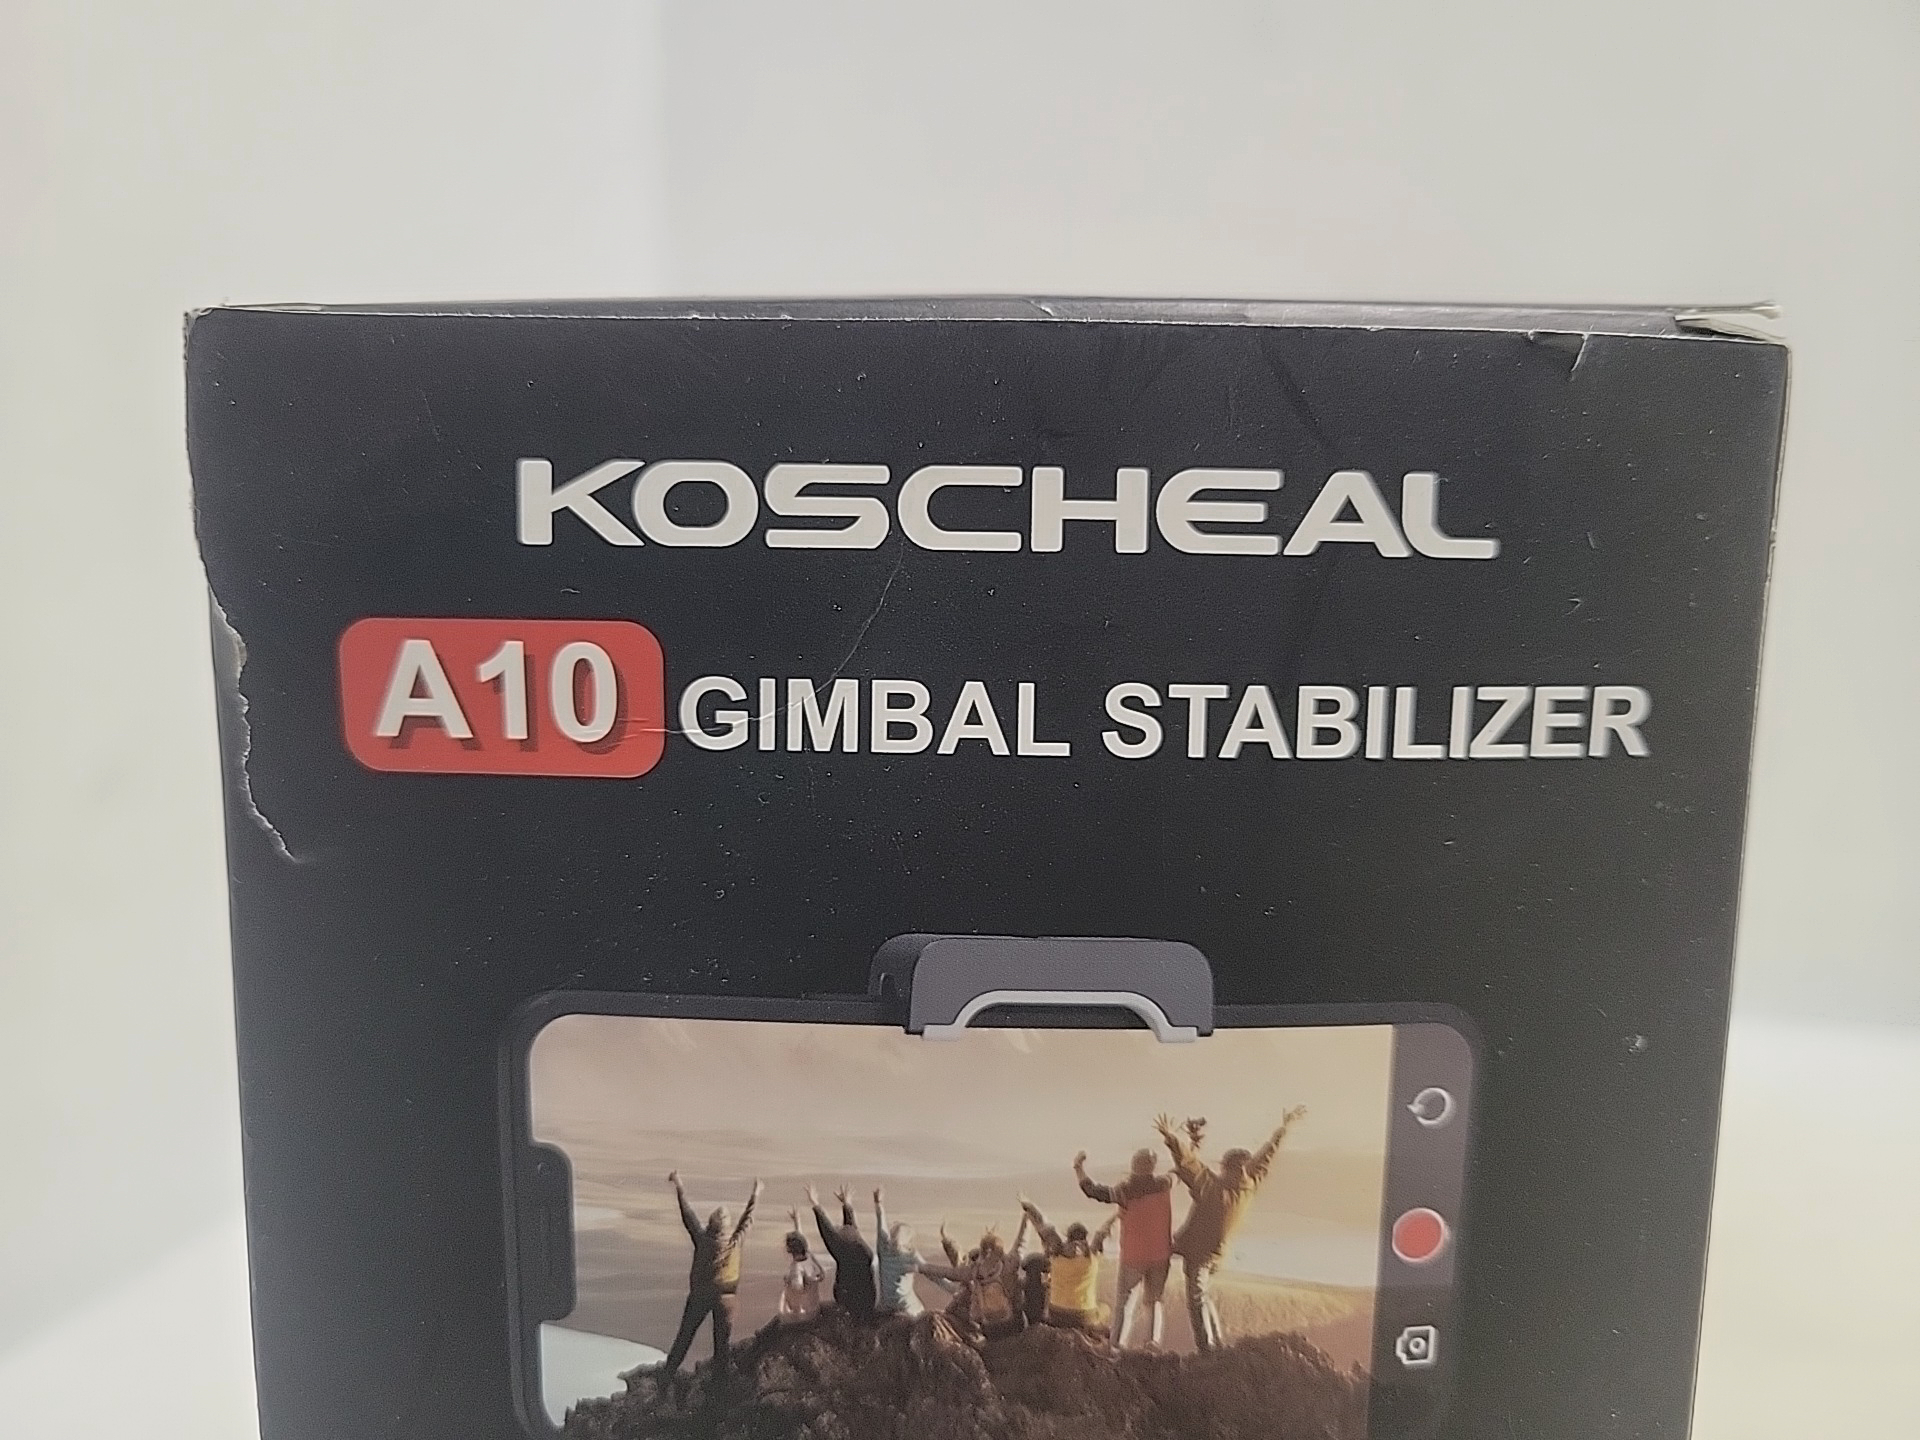 KOSCHEAL
A10 GIMBAL STABILIZER